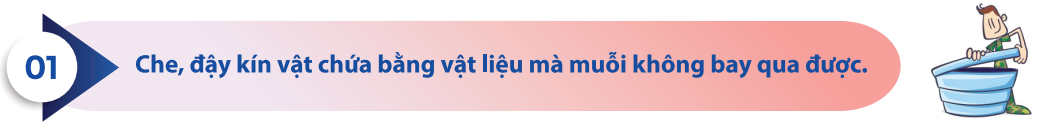 01
Che, đậy kín vật chứa bằng vật liệu mà muỗi không bay qua được.